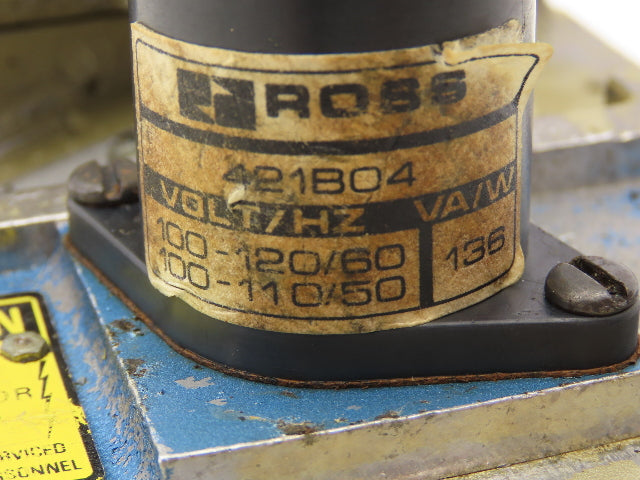 ROSS
421B04
VOLT/HZ VA/W
100-120/60 136
100-110/50